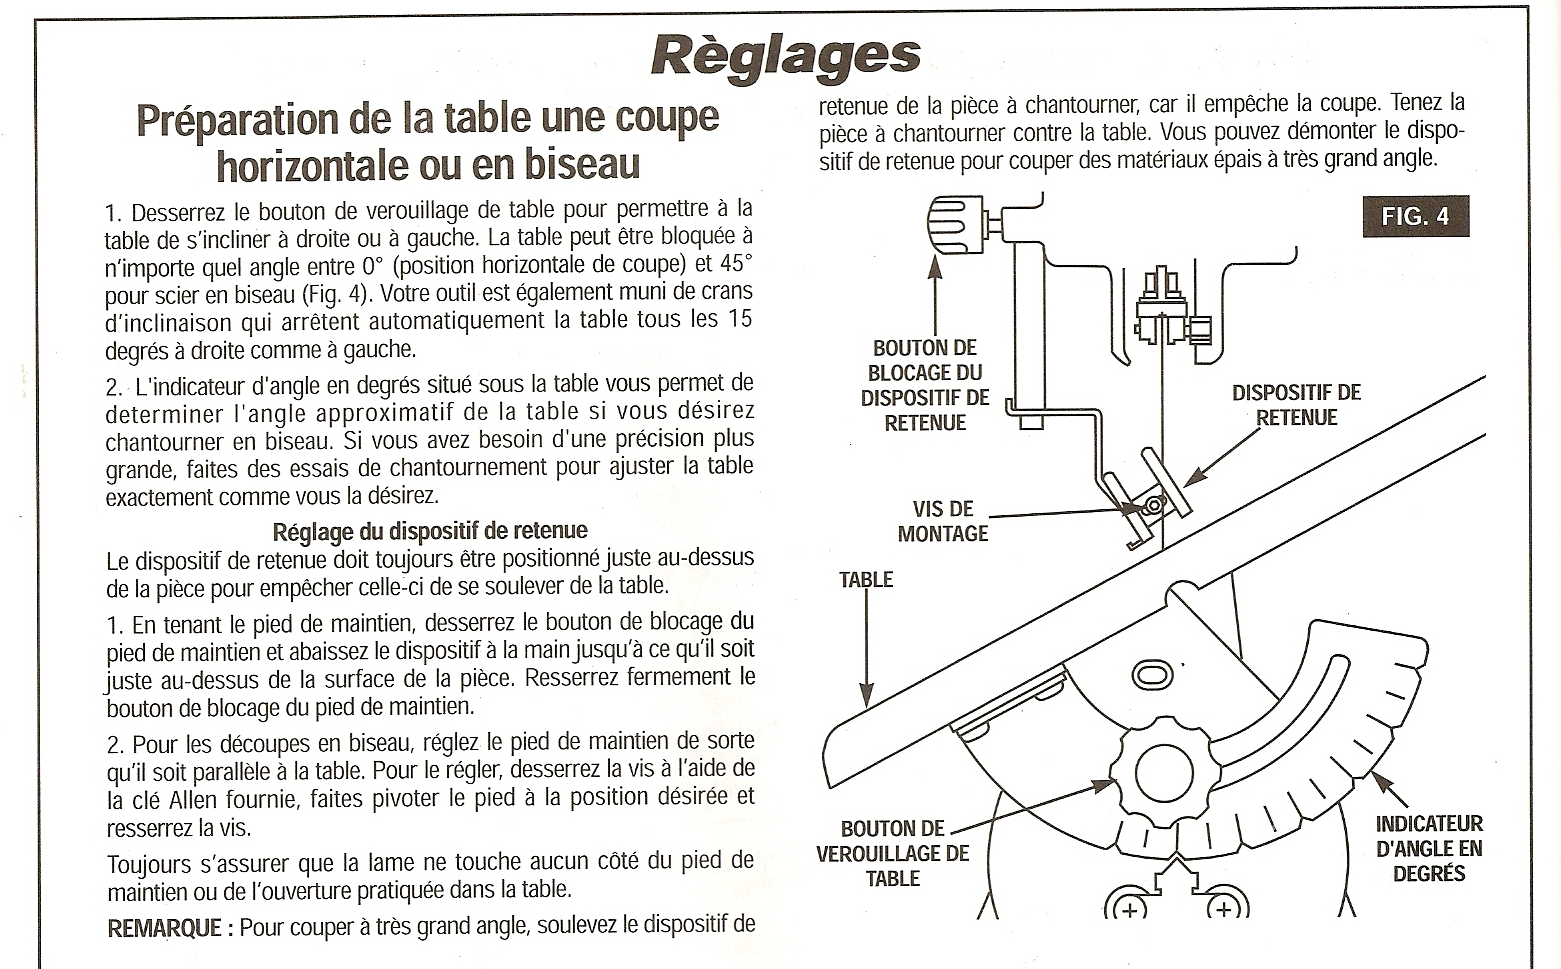 Règlages
Préparation de la table une coupe
horizontale ou en biseau
1. Desserrez le bouton de verouillage de table pour permettre à la
table de s'incliner à droite ou à gauche. La table peut être bloquée à
n'importe quel angle entre 0° (position horizontale de coupe) et 45°
pour scier en biseau (Fig. 4). Votre outil est également muni de crans
d'inclinaison qui arrêtent automatiquement la table tous les 15
degrés à droite comme à gauche.
2. L'indicateur d'angle en degrés situé sous la table vous permet de
determiner l'angle approximatif de la table si vous désirez
chantourner en biseau. Si vous avez besoin d'une précision plus
grande, faites des essais de chantournement pour ajuster la table
exactement comme vous la désirez.
Réglage du dispositif de retenue
Le dispositif de retenue doit toujours être positionné juste au-dessus
de la pièce pour empêcher celle-ci de se soulever de la table.
1. En tenant le pied de maintien, desserrez le bouton de blocage du
pied de maintien et abaissez le dispositif à la main jusqu'à ce qu'il soit
juste au-dessus de la surface de la pièce. Resserrez fermement le
bouton de blocage du pied de maintien.
2. Pour les découpes en biseau, réglez le pied de maintien de sorte
qu'il soit parallèle à la table. Pour le régler, desserrez la vis à l'aide de
la clé Allen fournie, faites pivoter le pied à la position désirée et
resserrez la vis.
Toujours s'assurer que la lame ne touche aucun côté du pied de
maintien ou de l'ouverture pratiquée dans la table.
REMARQUE : Pour couper à très grand angle, soulevez le dispositif de
retenue de la pièce à chantourner, car il empêche la coupe. Tenez la
pièce à chantourner contre la table. Vous pouvez démonter le dispo-
sitif de retenue pour couper des matériaux épais à très grand angle.
FIG. 4
BOUTON DE
BLOCAGE DU
DISPOSITIF DE
RETENUE
DISPOSITIF DE
RETENUE
VIS DE
MONTAGE
TABLE
BOUTON DE
VEROUILLAGE DE
TABLE
INDICATEUR
D'ANGLE EN
DEGRÉS